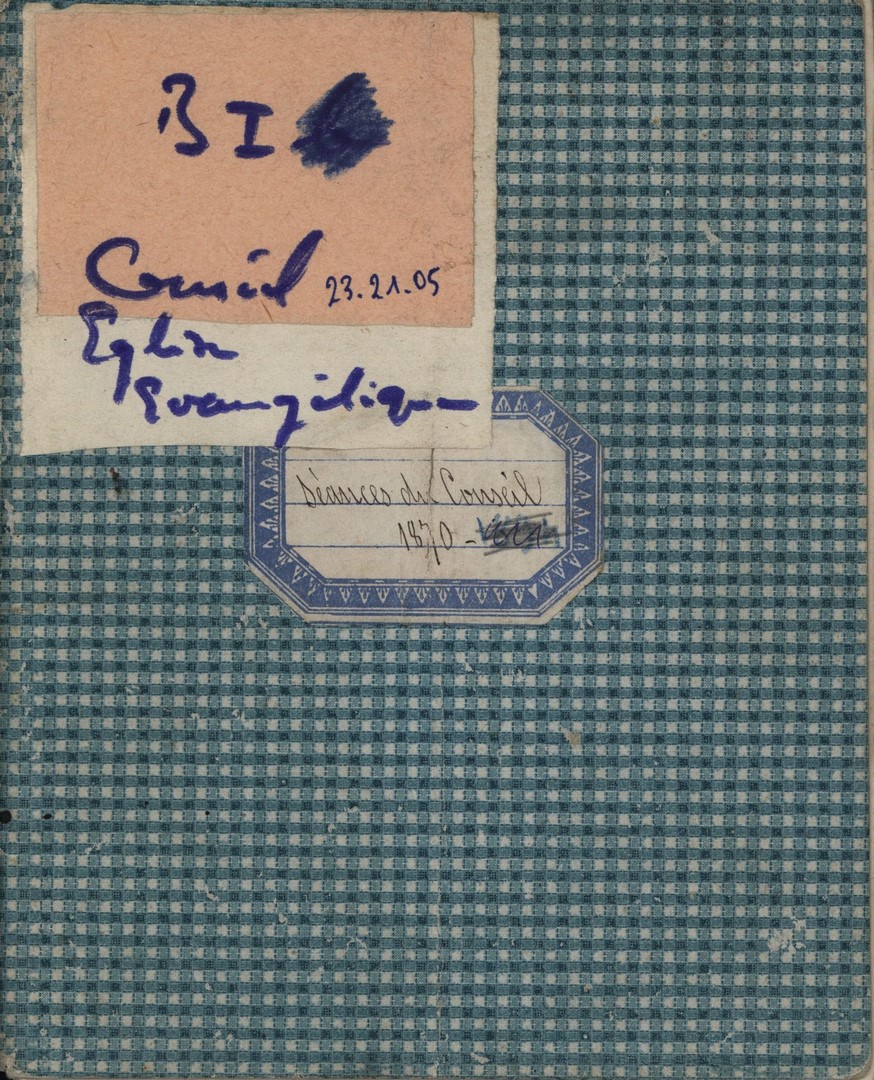 B I
Conseil 23.21.05
Eglise
Evangélique
Séances du Conseil
1870 -